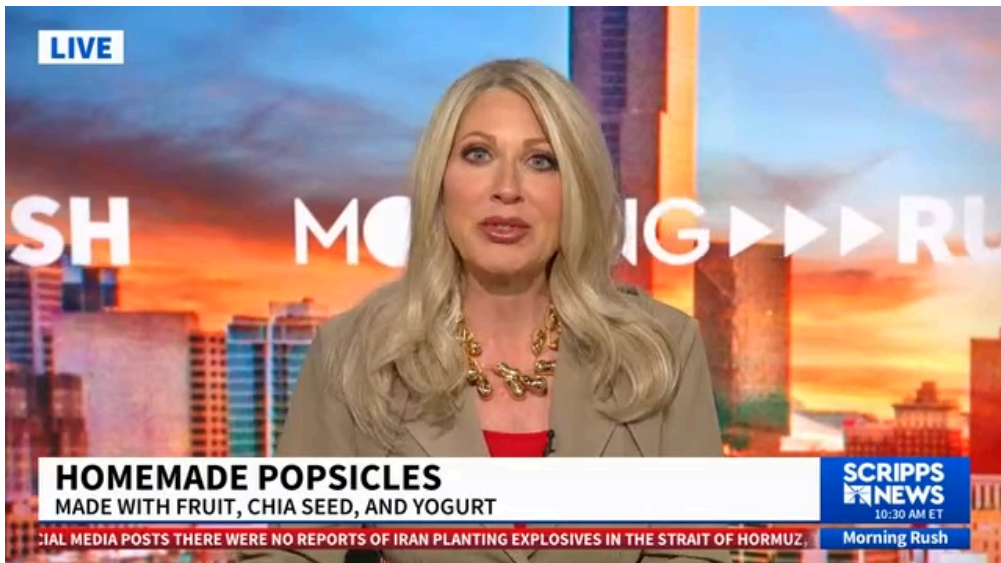 LIVE
SH
MO NG
RU
HOMEMADE POPSICLES
MADE WITH FRUIT, CHIA SEED, AND YOGURT
SCRIPPS
NEWS
10:30 AM ET
CIAL MEDIA POSTS THERE WERE NO REPORTS OF IRAN PLANTING EXPLOSIVES IN THE STRAIT OF HORMUZ,
Morning Rush